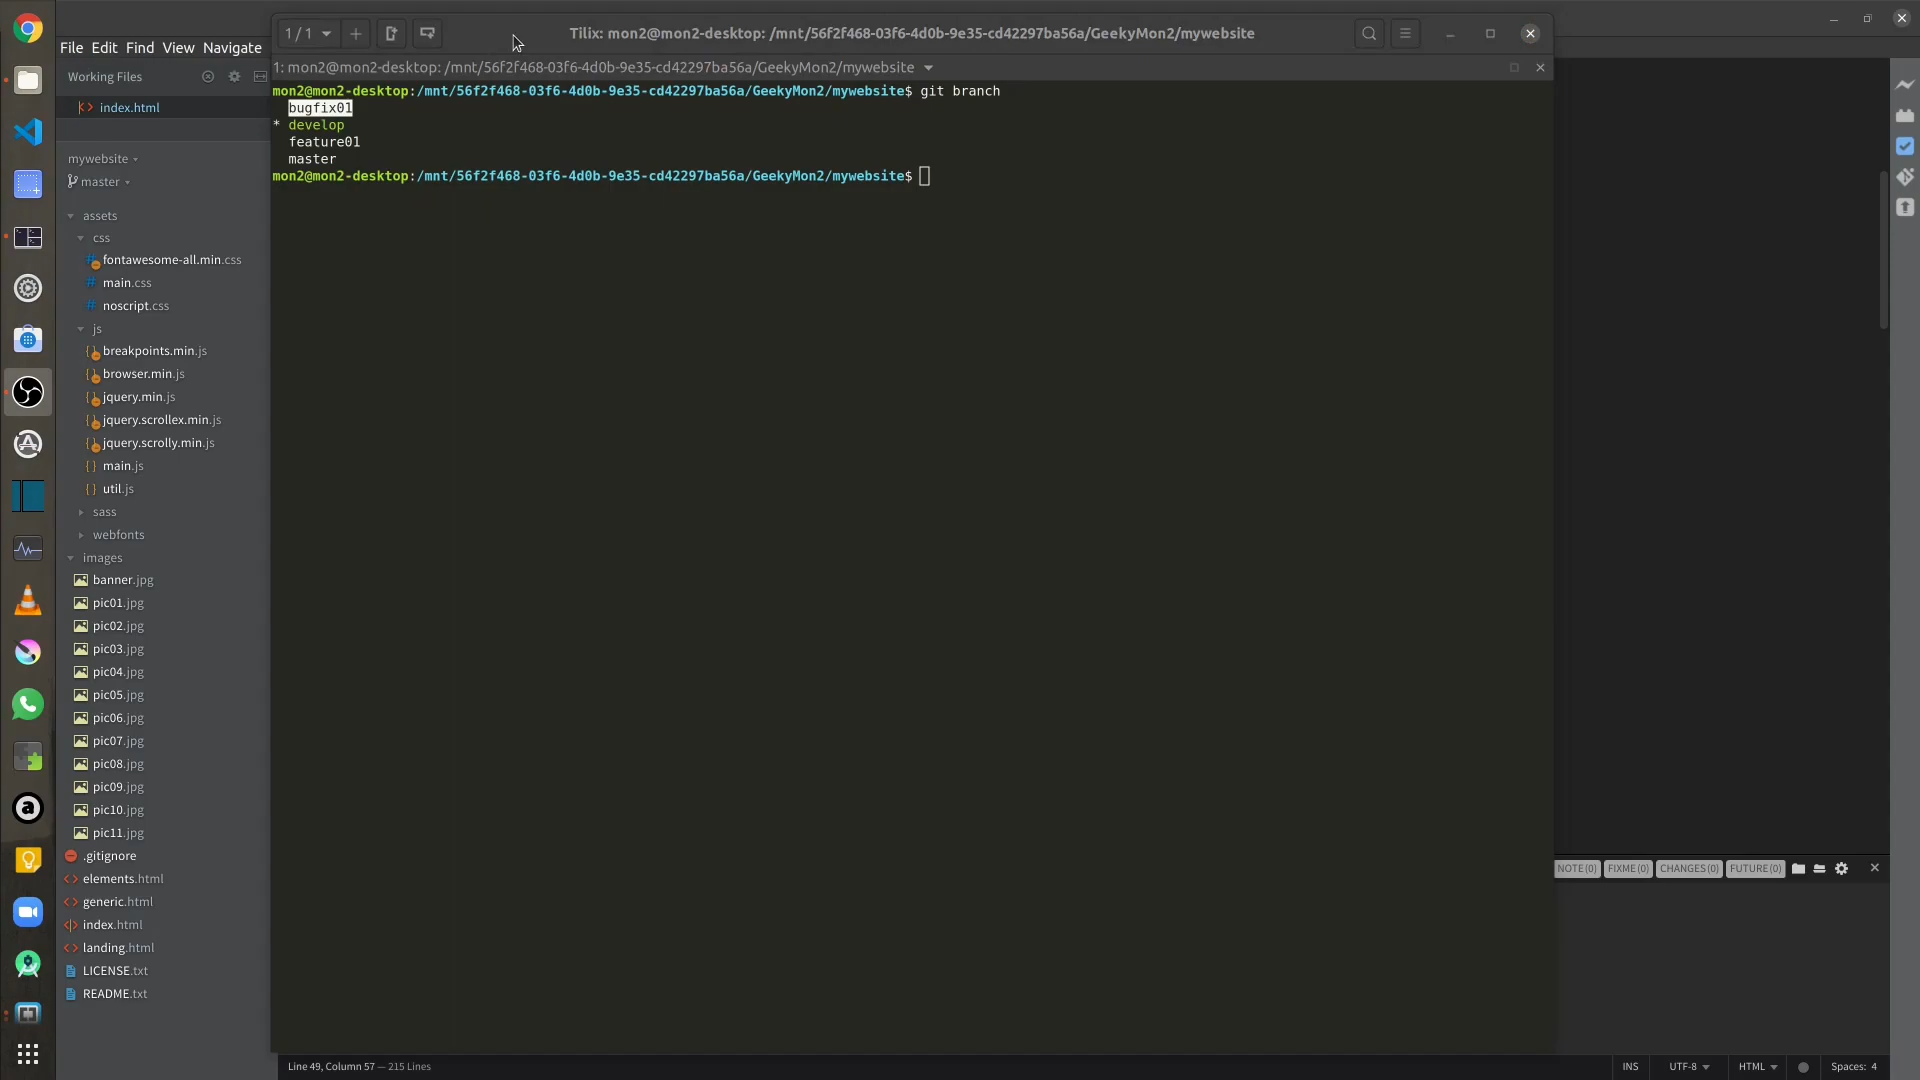 1 / 1
Tilix: mon2@mon2-desktop: /mnt/56f2f468-03f6-4d0b-9e35-cd42297ba56a/GeekyMon2/mywebsite
File Edit Find View Navigate
1: mon2@mon2-desktop: /mnt/56f2f468-03f6-4d0b-9e35-cd42297ba56a/GeekyMon2/mywebsite
Working Files
index.html
mywebsite
master
assets
css
fontawesome-all.min.css
main.css
noscript.css
js
breakpoints.min.js
browser.min.js
jquery.min.js
jquery.scrollex.min.js
jquery.scrolly.min.js
main.js
util.js
sass
webfonts
images
banner.jpg
pic01.jpg
pic02.jpg
pic03.jpg
pic04.jpg
pic05.jpg
pic06.jpg
pic07.jpg
pic08.jpg
pic09.jpg
pic10.jpg
pic11.jpg
.gitignore
elements.html
generic.html
index.html
landing.html
LICENSE.txt
README.txt
mon2@mon2-desktop:/mnt/56f2f468-03f6-4d0b-9e35-cd42297ba56a/GeekyMon2/mywebsite$ git branch
bugfix01
* develop
feature01
master
mon2@mon2-desktop:/mnt/56f2f468-03f6-4d0b-9e35-cd42297ba56a/GeekyMon2/mywebsite$
NOTE(0) FIXME(0) CHANGES(0) FUTURE(0)
Line 49, Column 57 — 215 Lines
INS UTF-8 HTML Spaces: 4